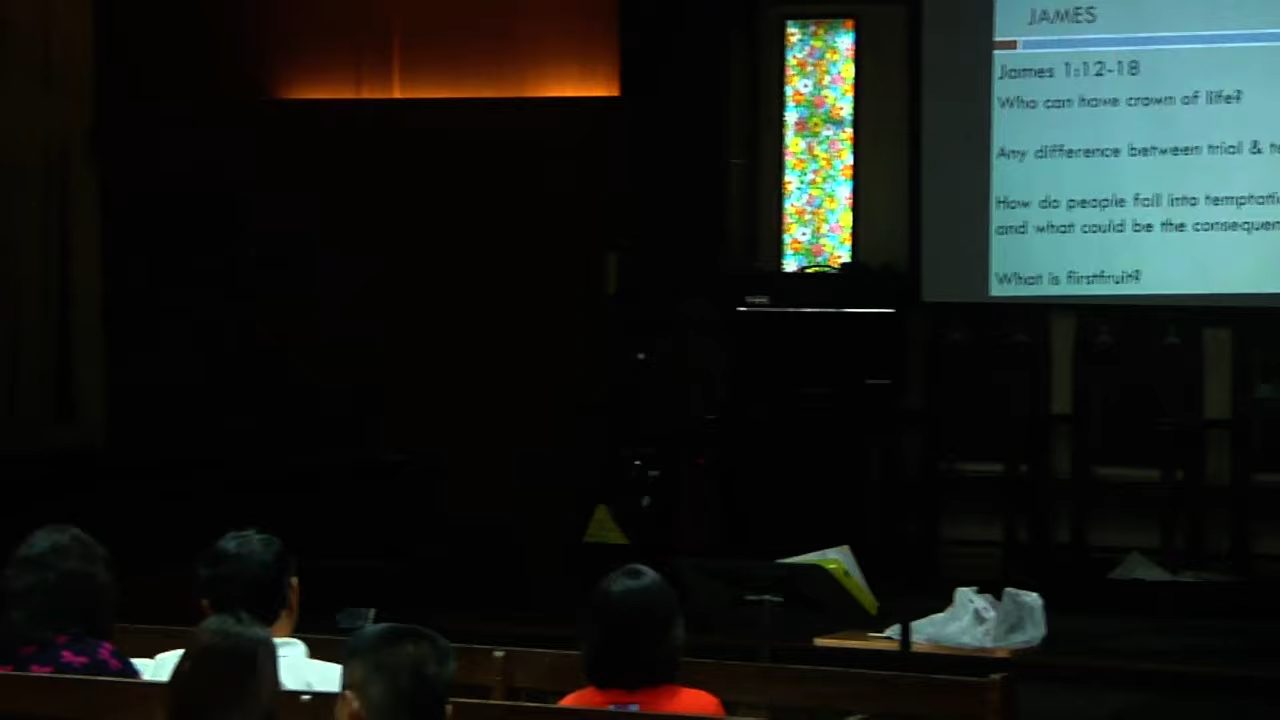 JAMES
James 1:12-18
Who can have crown of life?
Any difference between trial &
How do people fall into
and what could be the
What is firstfruit?